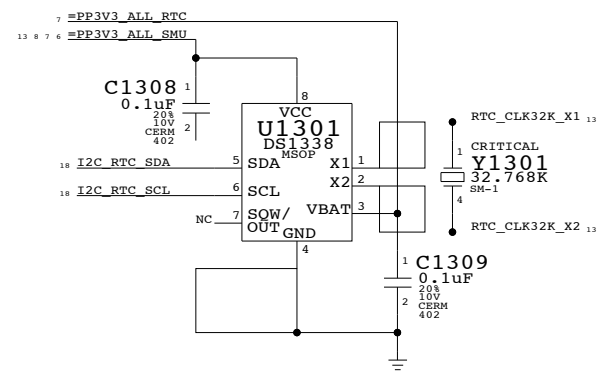 7 =PP3V3_ALL_RTC
13 8 7 6 =PP3V3_ALL_SMU
C1308 1
0.1uF
20%
10V
CERM 2
402
8
VCC
U1301
DS1338
MSOP
18 I2C_RTC_SDA 5 SDA
X1 1
X2 2
18 I2C_RTC_SCL 6 SCL
VBAT 3
NC 7 SQW/
OUT
GND
4
RTC_CLK32K_X1 13
CRITICAL
1 Y1301
32.768K
SM-1
4
RTC_CLK32K_X2 13
1 C1309
0.1uF
20%
2 10V
CERM
402